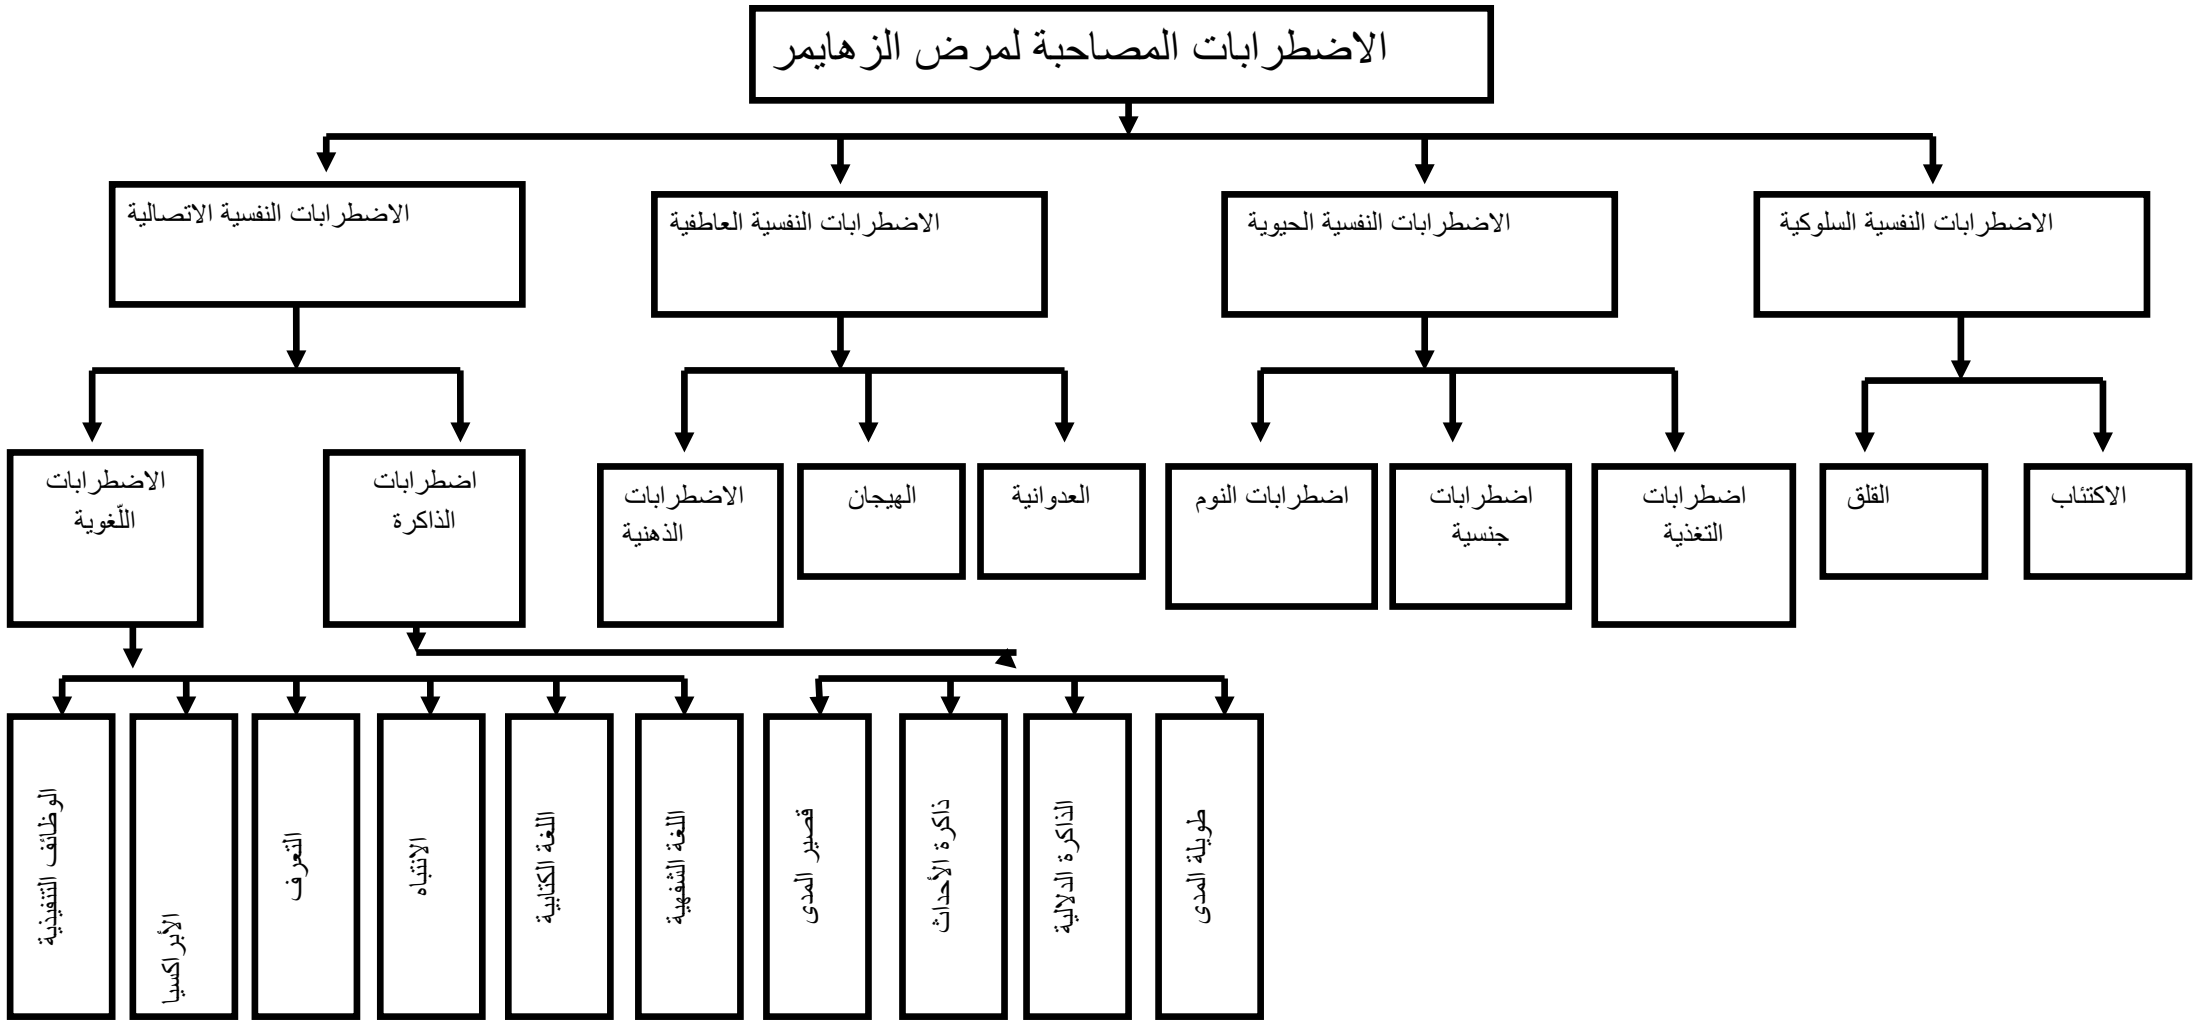 الاضطرابات المصاحبة لمرض الزهايمر
الاضطرابات النفسية السلوكية
الاضطرابات النفسية الحيوية
الاضطرابات النفسية العاطفية
الاضطرابات النفسية الاتصالية
الاكتئاب
القلق
اضطرابات
التغذية
اضطرابات
جنسية
اضطرابات النوم
العدوانية
الهيجان
الاضطرابات
الذهنية
اضطرابات
الذاكرة
الاضطرابات
اللّغوية
طويلة المدى
الذاكرة الدلالية
ذاكرة الأحداث
قصير المدى
اللغة الشفهية
اللغة الكتابية
الانتباه
التعرف
الأبراكسيا
الوظائف التنفيذية